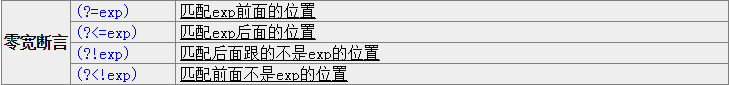 零宽断言
(?=exp) 匹配exp前面的位置
(?<=exp) 匹配exp后面的位置
(?!exp) 匹配后面跟的不是exp的位置
(?<!exp) 匹配前面不是exp的位置